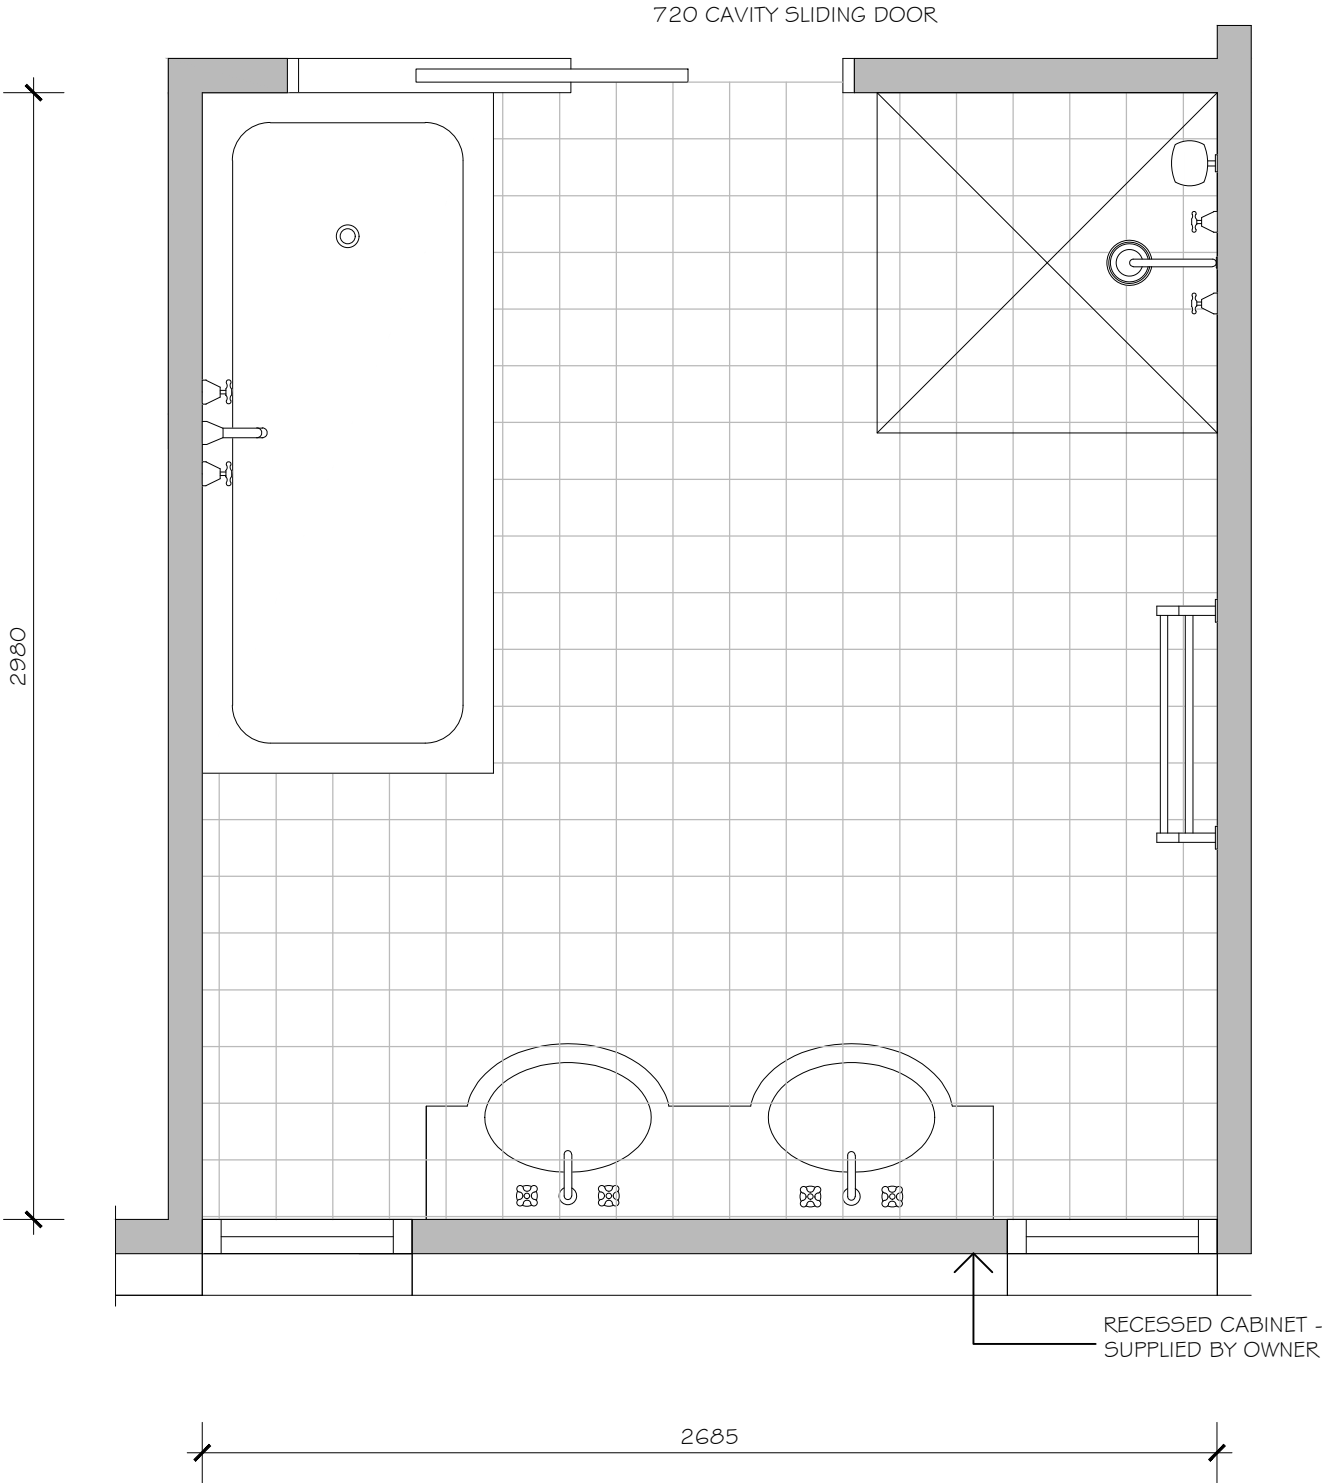 720 CAVITY SLIDING DOOR
2980
RECESSED CABINET -
SUPPLIED BY OWNER
2685